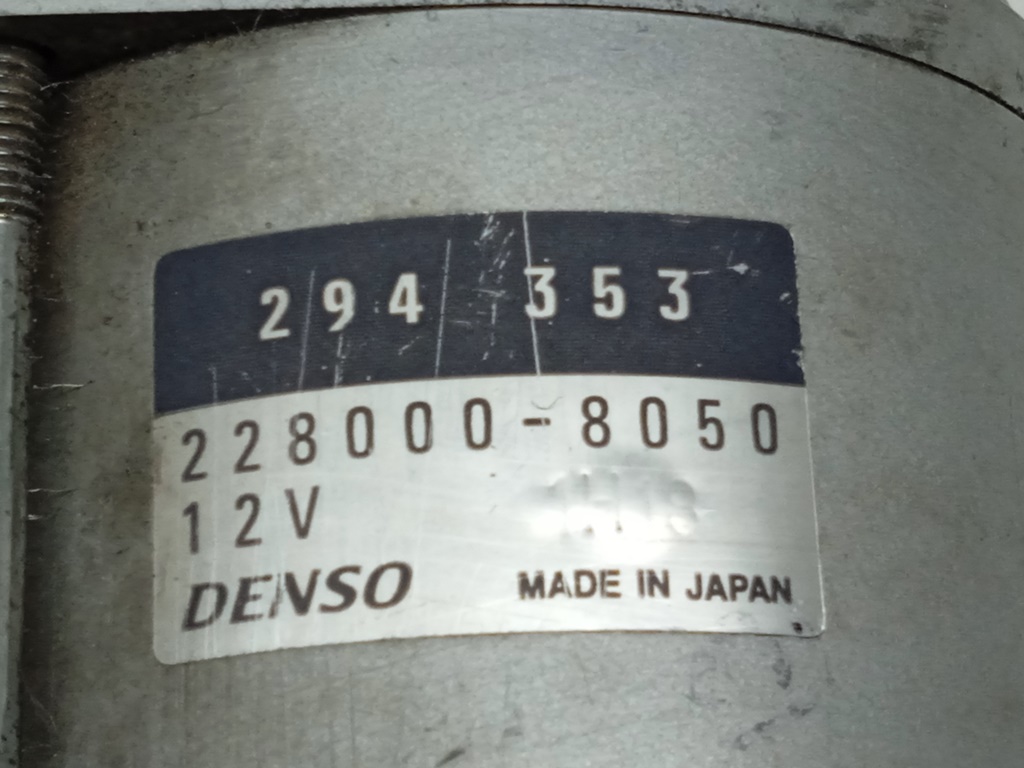 294 353
228000-8050
12V
DENSO MADE IN JAPAN